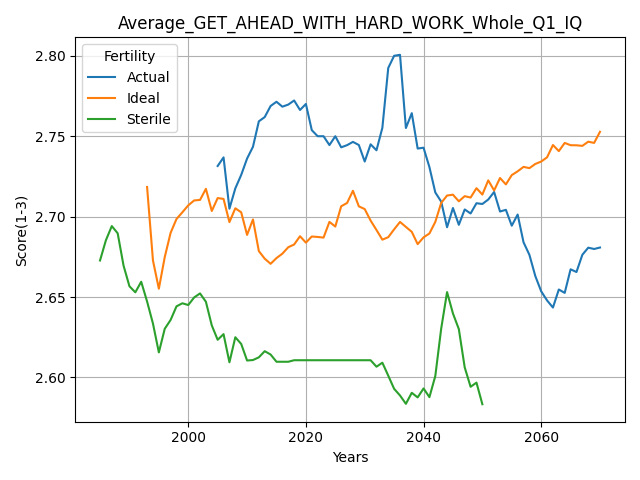 Average_GET_AHEAD_WITH_HARD_WORK_Whole_Q1_IQ
Fertility
Actual
Ideal
Sterile
Score(1-3)
2.80
2.75
2.70
2.65
2.60
2000
2020
2040
2060
Years